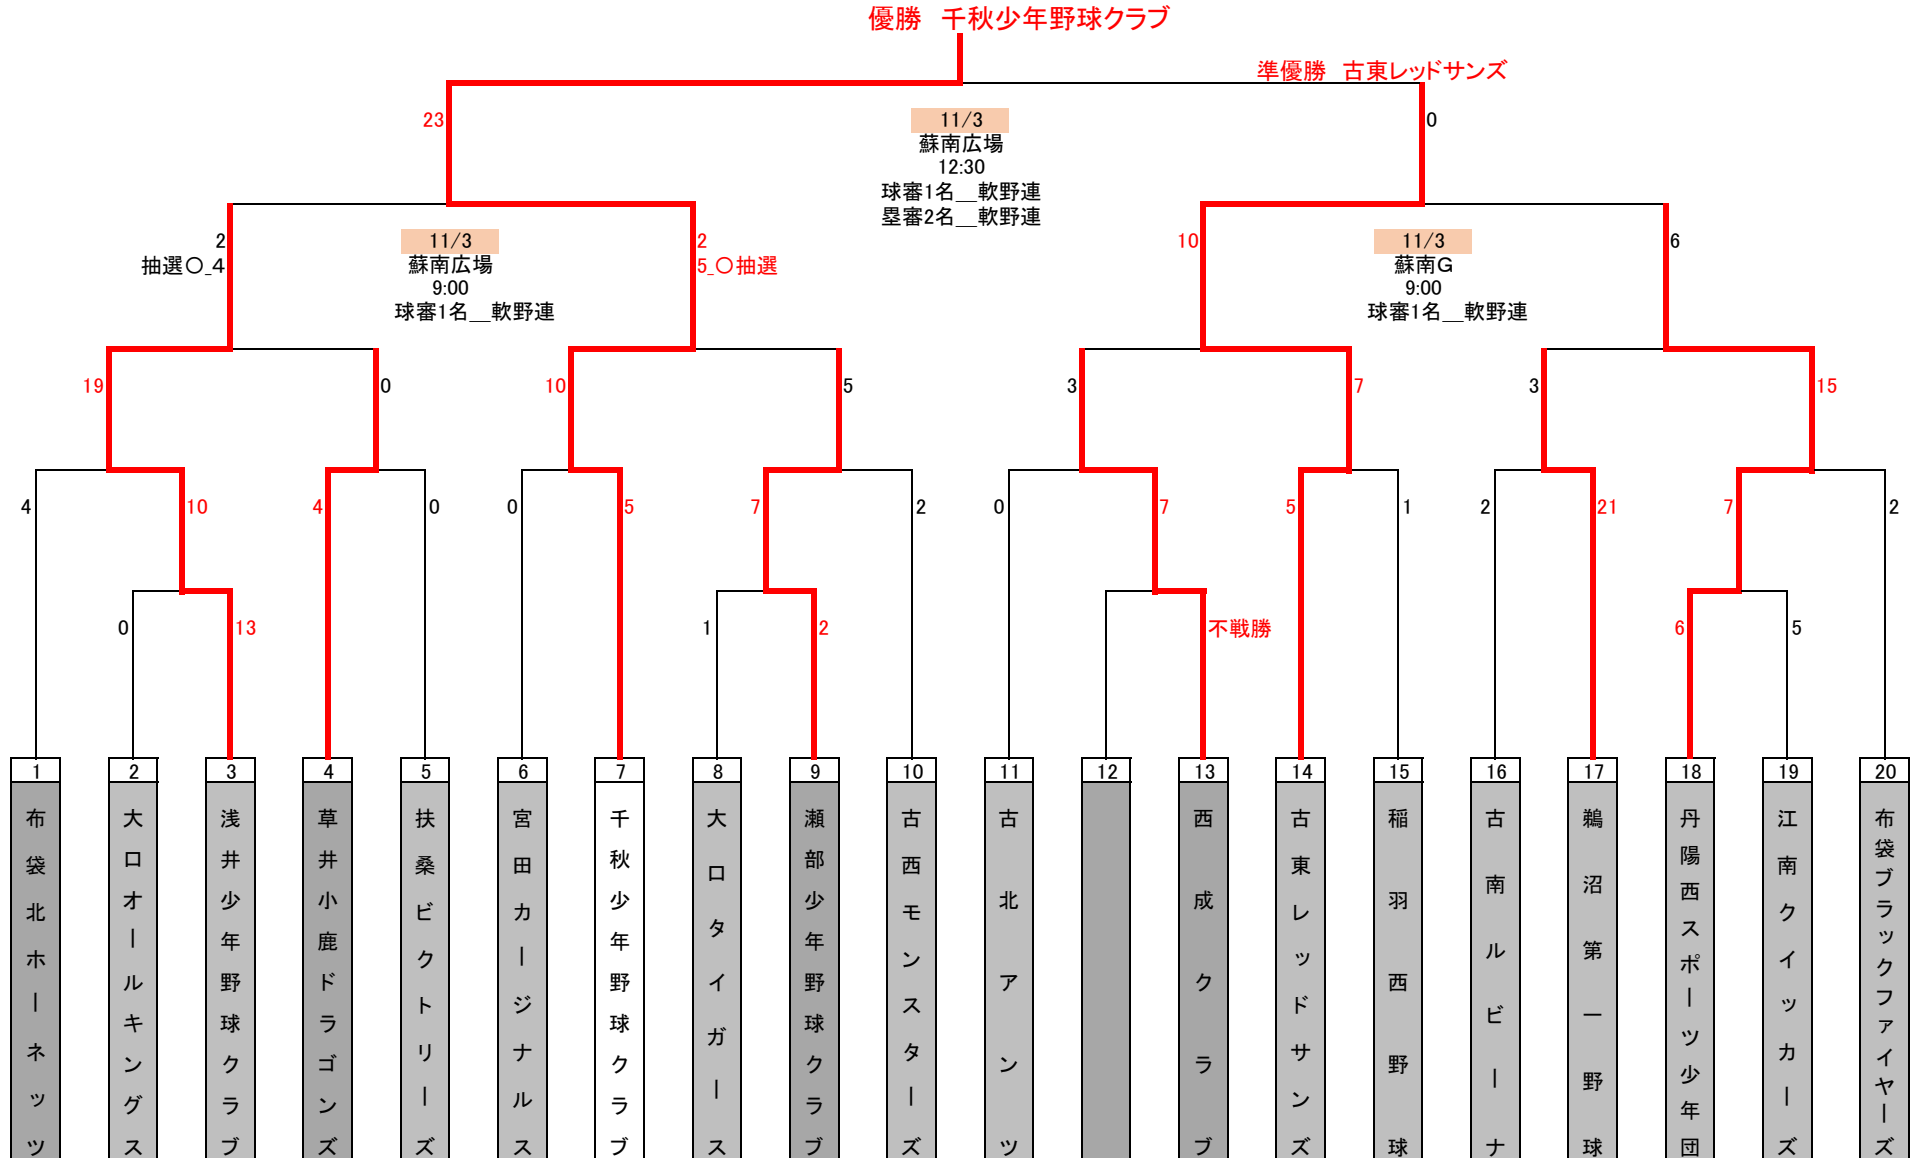 優勝　千秋少年野球クラブ
準優勝　古東レッドサンズ
23
11/3
0
蘇南広場
12:30
球審1名__軟野連
塁審2名__軟野連
2
抽選〇_4
11/3
蘇南広場
9:00
球審1名__軟野連
2
5_〇抽選
10
11/3
蘇南G
9:00
球審1名__軟野連
6
19
0
10
5
3
7
3
15
4
10
4
0
0
5
7
2
0
7
5
1
2
21
7
2
0
13
1
2
不戦勝
6
5
1
布袋北ホーネッツ
2
大口オールキングス
3
浅井少年野球クラブ
4
草井小鹿ドラゴンズ
5
扶桑ビクトリーズ
6
宮田カージナルス
7
千秋少年野球クラブ
8
大口タイガース
9
瀬部少年野球クラブ
10
古西モンスターズ
11
古北アンツ
12
13
西成クラブ
14
古東レッドサンズ
15
稲羽西野球
16
古南ルビーナ
17
鵜沼第一野球
18
丹陽西スポーツ少年団
19
江南クイッカーズ
20
布袋ブラックファイヤーズ